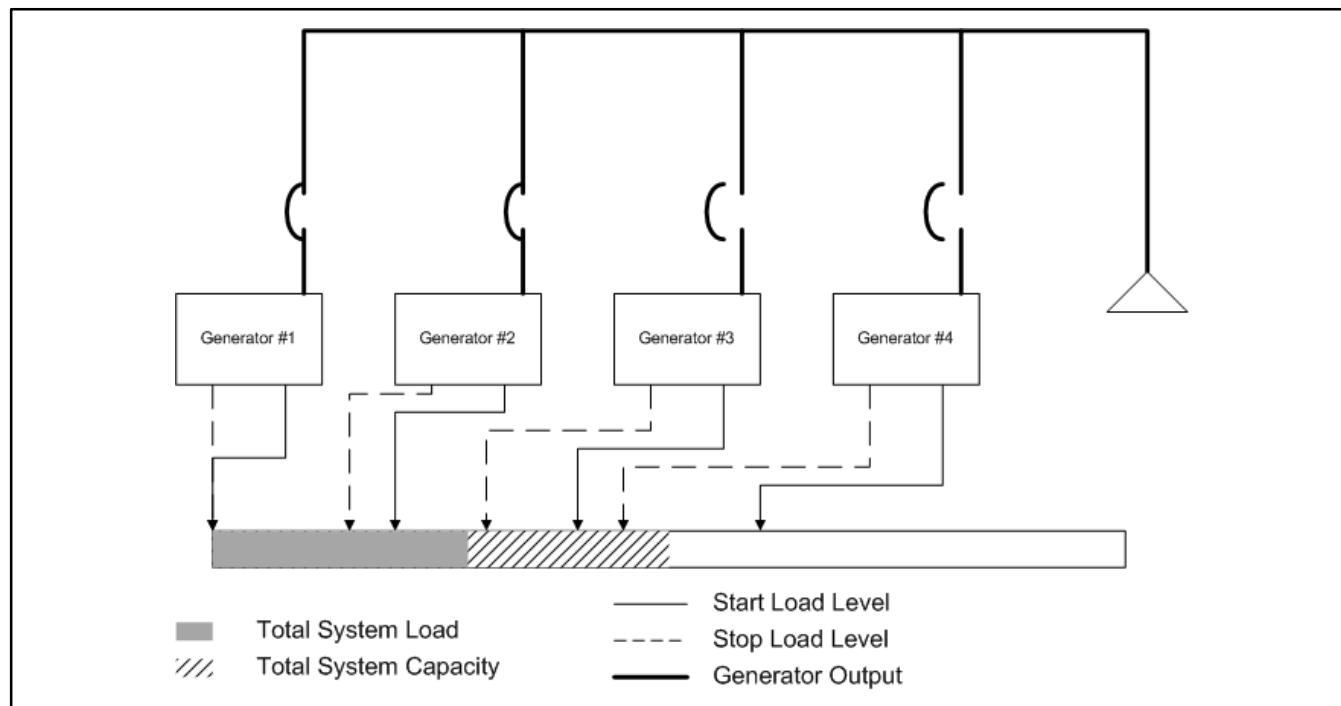 Generator #1
Generator #2
Generator #3
Generator #4
Total System Load
Total System Capacity
Start Load Level
Stop Load Level
Generator Output